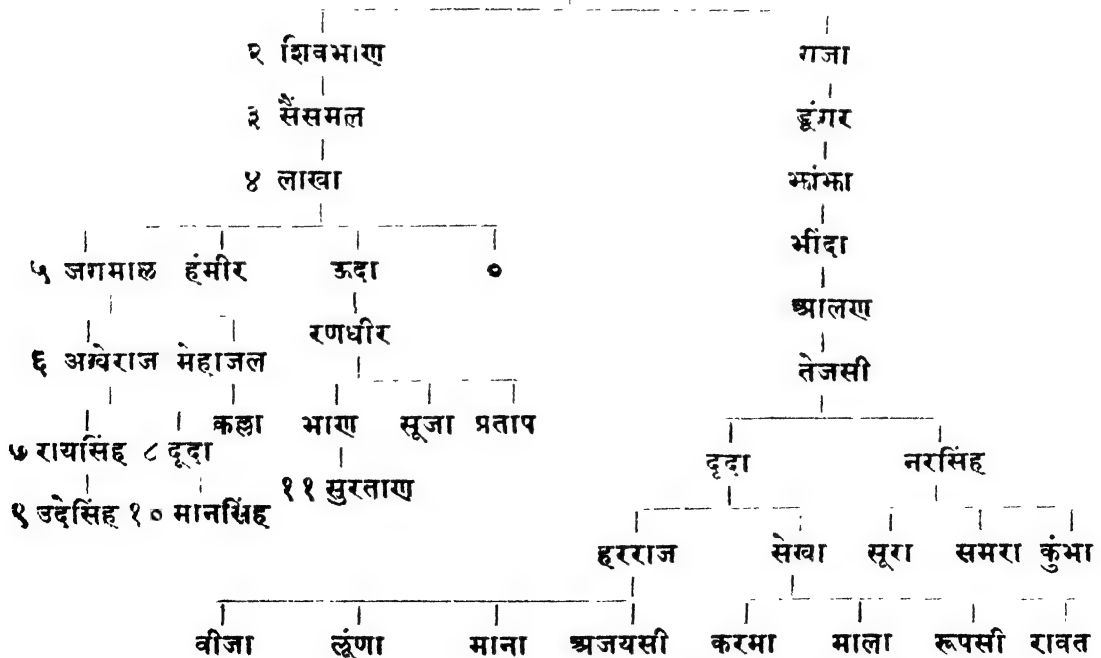 २ शिवभाण गजा
३ सैंसमल डूंगर
४ लाखा झांझा
भींदा
५ जगमाल हंमीर ऊदा ०
आलण
रणधीर
६ अखेराज मेहाजल
तेजसी
कल्ला भाण सूजा प्रताप
७ रायसिंह ८ दूदा
दूदा नरसिंह
११ सुरताण
९ उदेसिंह १० मानसिंह
हरराज सेखा सूरा समरा कुंभा
वीजा लूंणा माना अजयसी करमा माला रूपसी रावत